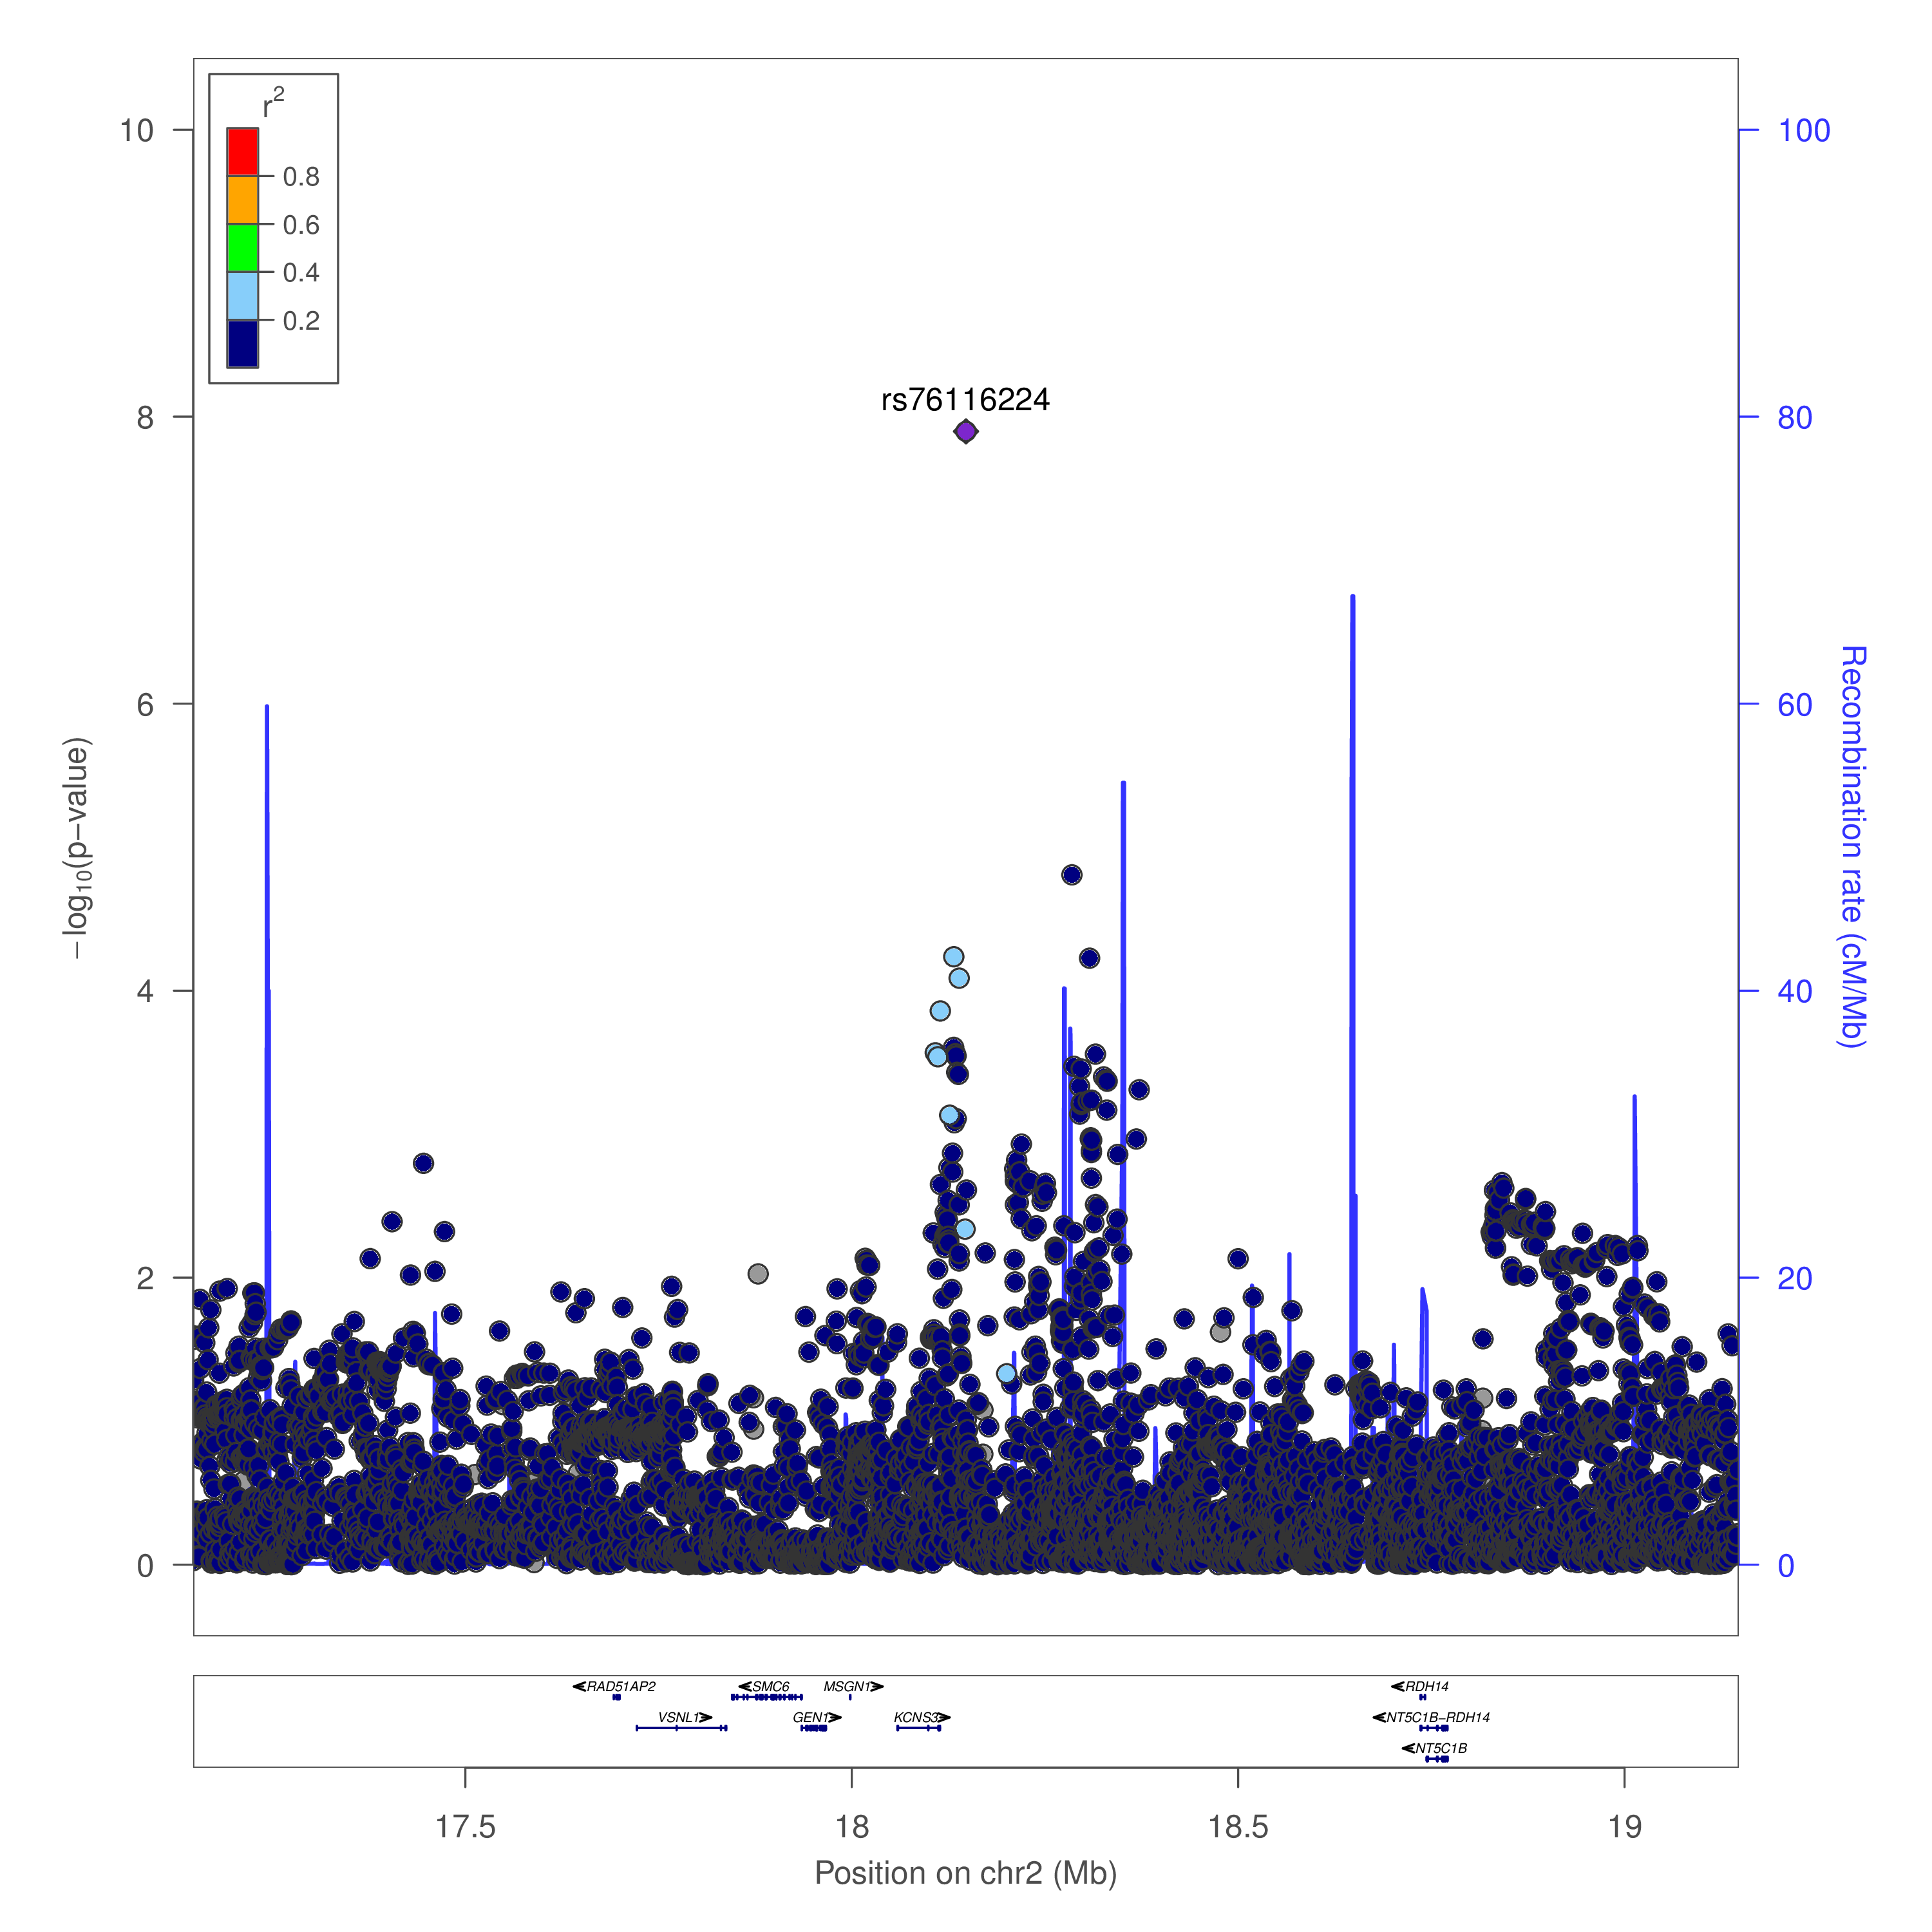 r2
0.8
0.6
0.4
0.2
rs76116224
10
8
6
4
2
0
−log10(p−value)
100
80
60
40
20
0
Recombination rate (cM/Mb)
RAD51AP2 SMC6 MSGN1 RDH14
VSNL1 GEN1 KCNS3 NT5C1B−RDH14
NT5C1B
17.5 18 18.5 19
Position on chr2 (Mb)